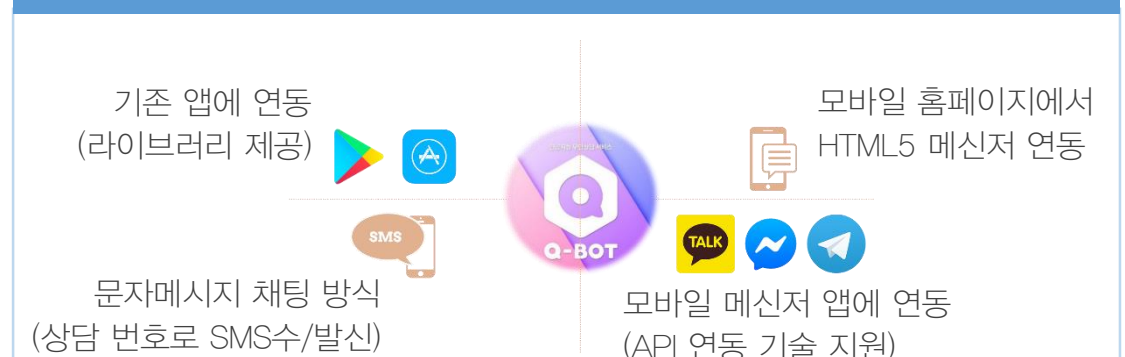 기존 앱에 연동
(라이브러리 제공)
모바일 홈페이지에서
HTML5 메신저 연동
Q-BOT
SMS
문자메시지 채팅 방식
(상담 번호로 SMS수/발신)
TALK
모바일 메신저 앱에 연동
(API 연동 기술 지원)